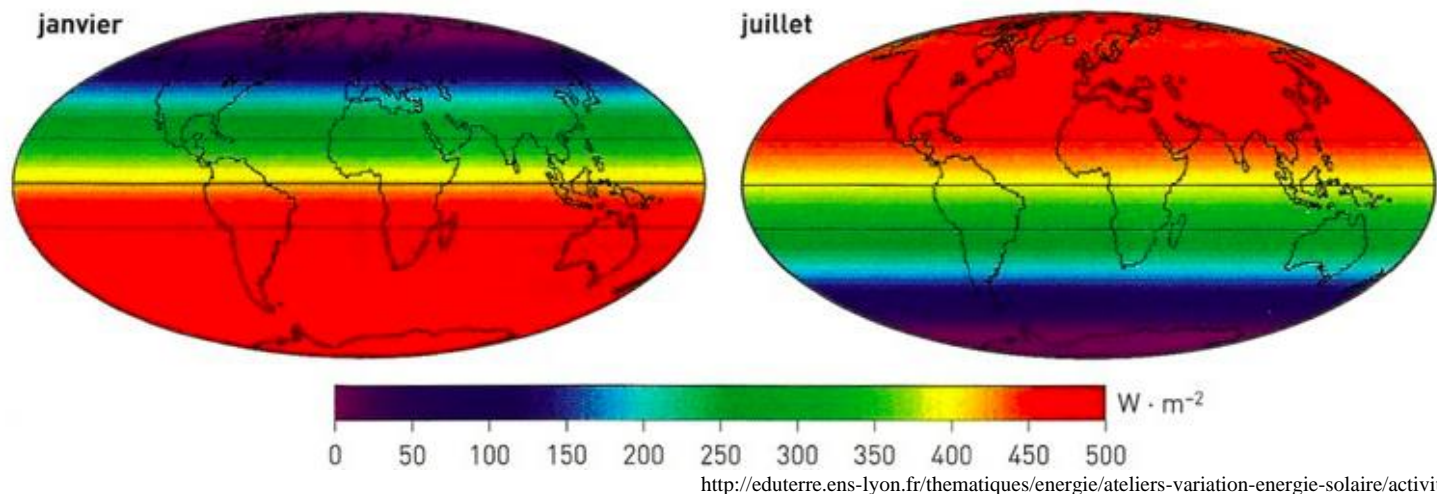 janvier
juillet
W · m⁻²
0 50 100 150 200 250 300 350 400 450 500
http://eduterre.ens-lyon.fr/thematiques/energie/ateliers-variation-energie-solaire/activit